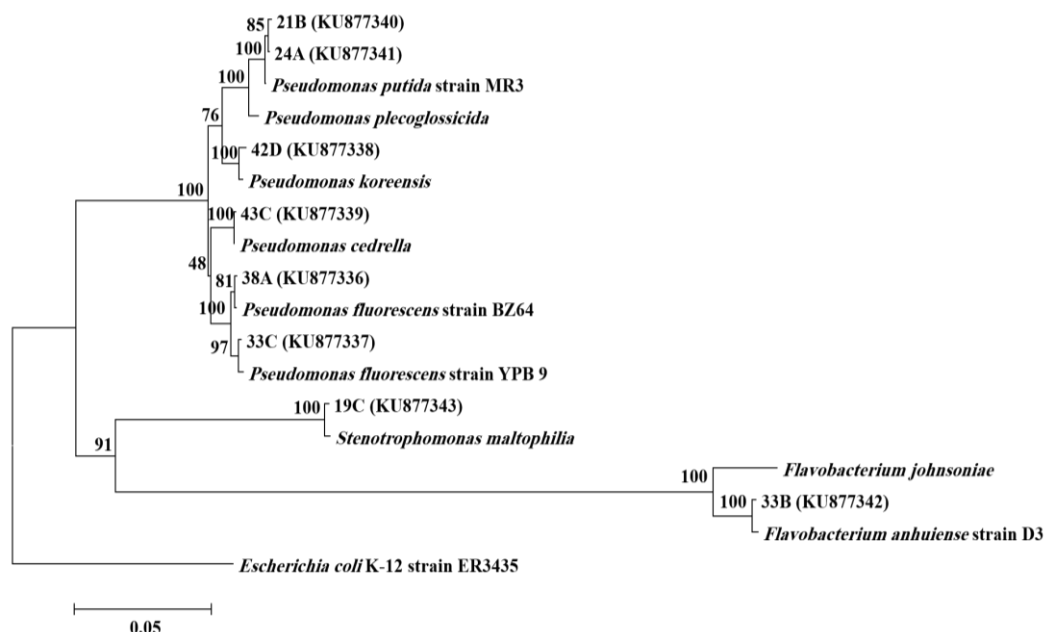 85 21B (KU877340)
100 24A (KU877341)
100 Pseudomonas putida strain MR3
Pseudomonas plecoglossicida
76
100 42D (KU877338)
Pseudomonas koreensis
100
100 43C (KU877339)
Pseudomonas cedrella
48
81 38A (KU877336)
100 Pseudomonas fluorescens strain BZ64
97 33C (KU877337)
Pseudomonas fluorescens strain YPB 9
100 19C (KU877343)
Stenotrophomonas maltophilia
91
100 Flavobacterium johnsoniae
100 33B (KU877342)
Flavobacterium anhuiense strain D3
Escherichia coli K-12 strain ER3435
0.05